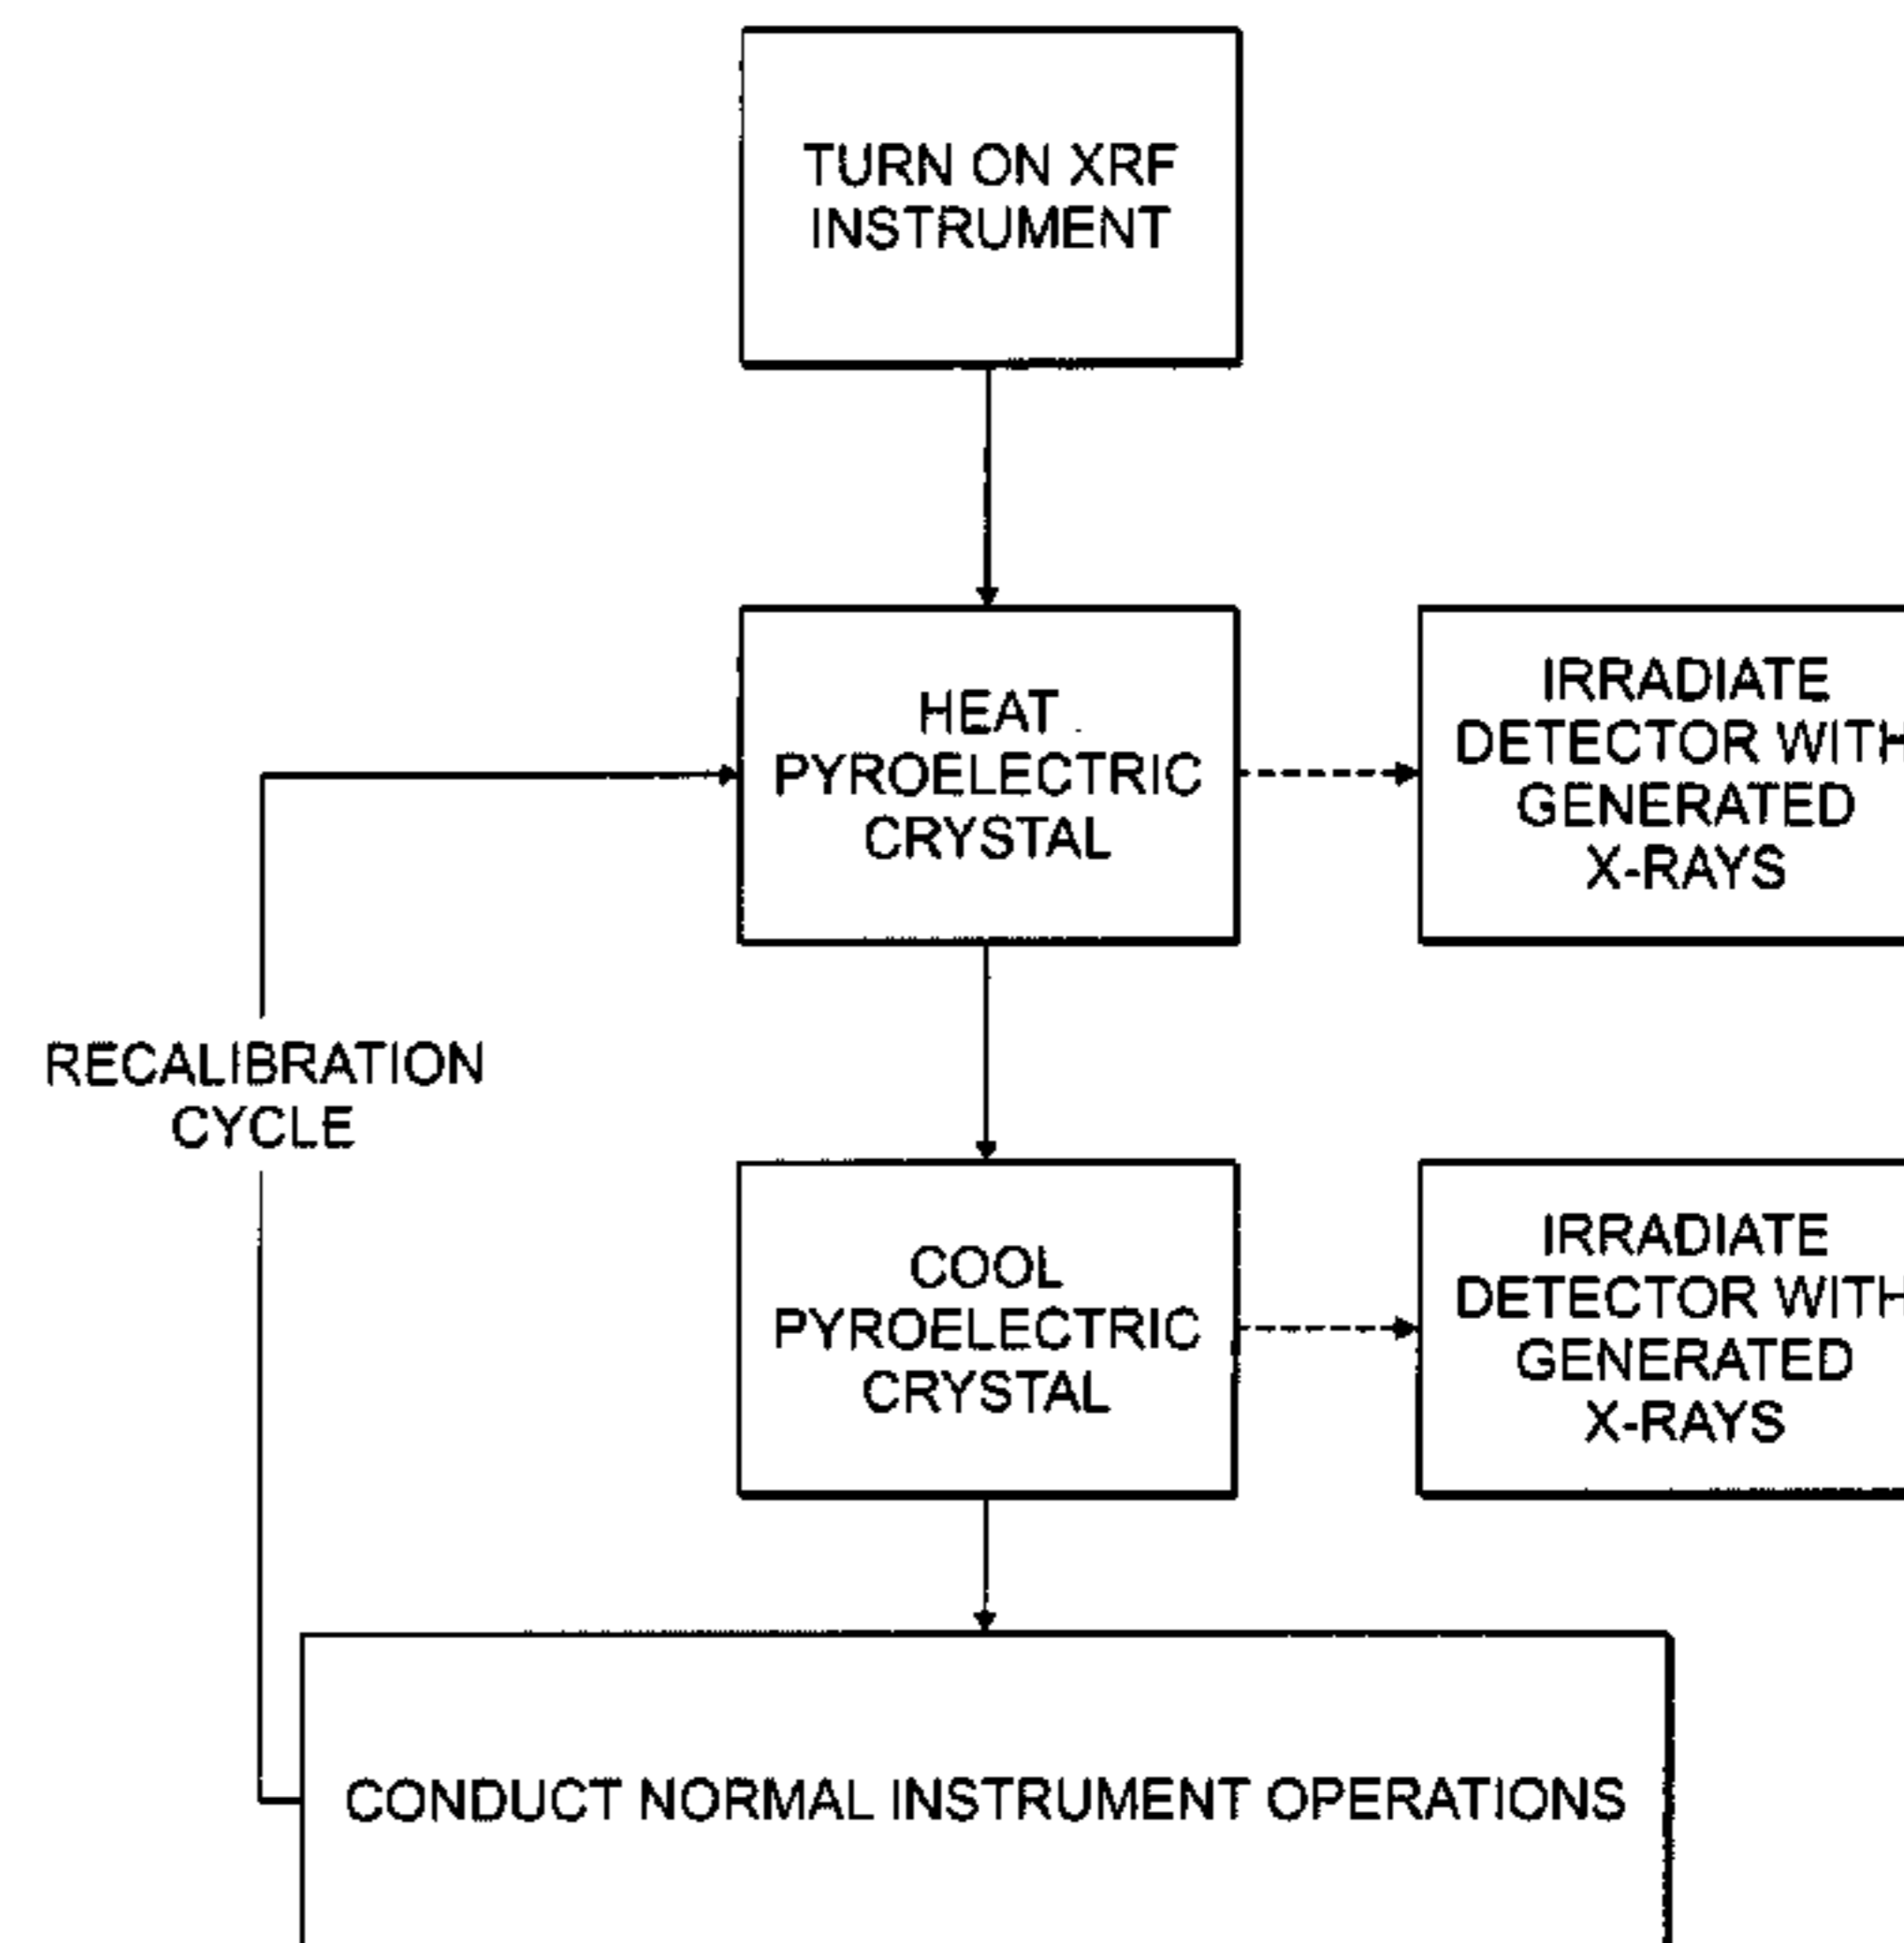 TURN ON XRF
INSTRUMENT
HEAT
PYROELECTRIC
CRYSTAL
IRRADIATE
DETECTOR WITH
GENERATED
X-RAYS
RECALIBRATION
CYCLE
COOL
PYROELECTRIC
CRYSTAL
IRRADIATE
DETECTOR WITH
GENERATED
X-RAYS
CONDUCT NORMAL INSTRUMENT OPERATIONS